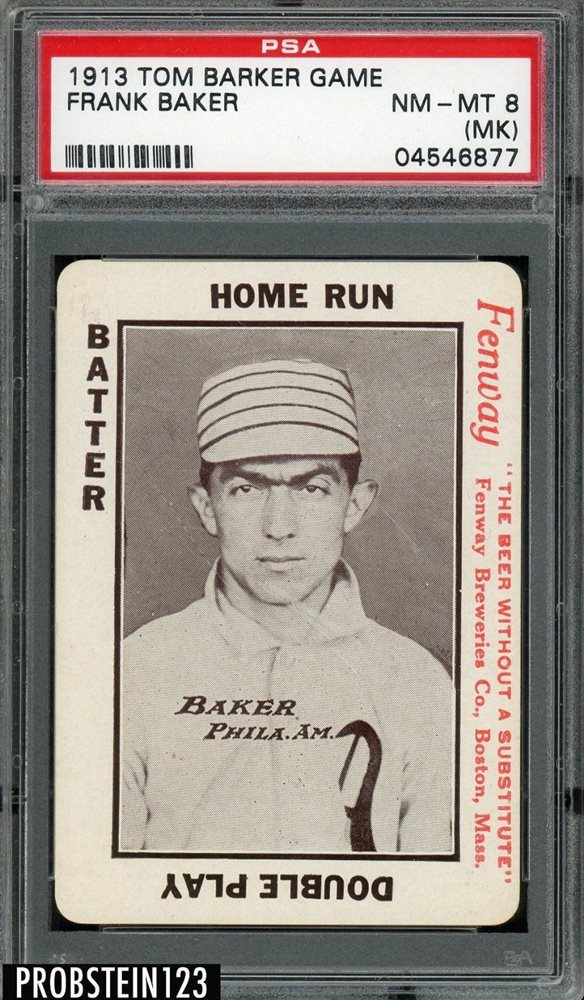 PSA
1913 TOM BARKER GAME
FRANK BAKER NM-MT 8
(MK)
04546877
HOME RUN
BATTER
Fenway
"THE BEER WITHOUT A SUBSTITUTE"
Fenway Breweries Co., Boston, Mass.
BAKER
PHILA. AM.
DOUBLE PLAY
PSA
PROBSTEIN123